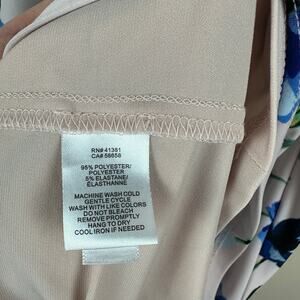 RN# 41381
CA# 56658
95% POLYESTER/
POLYESTER
5% ELASTANE/
ÉLASTHANNE
MACHINE WASH COLD
GENTLE CYCLE
WASH WITH LIKE COLORS
DO NOT BLEACH
REMOVE PROMPTLY
HANG TO DRY
COOL IRON IF NEEDED